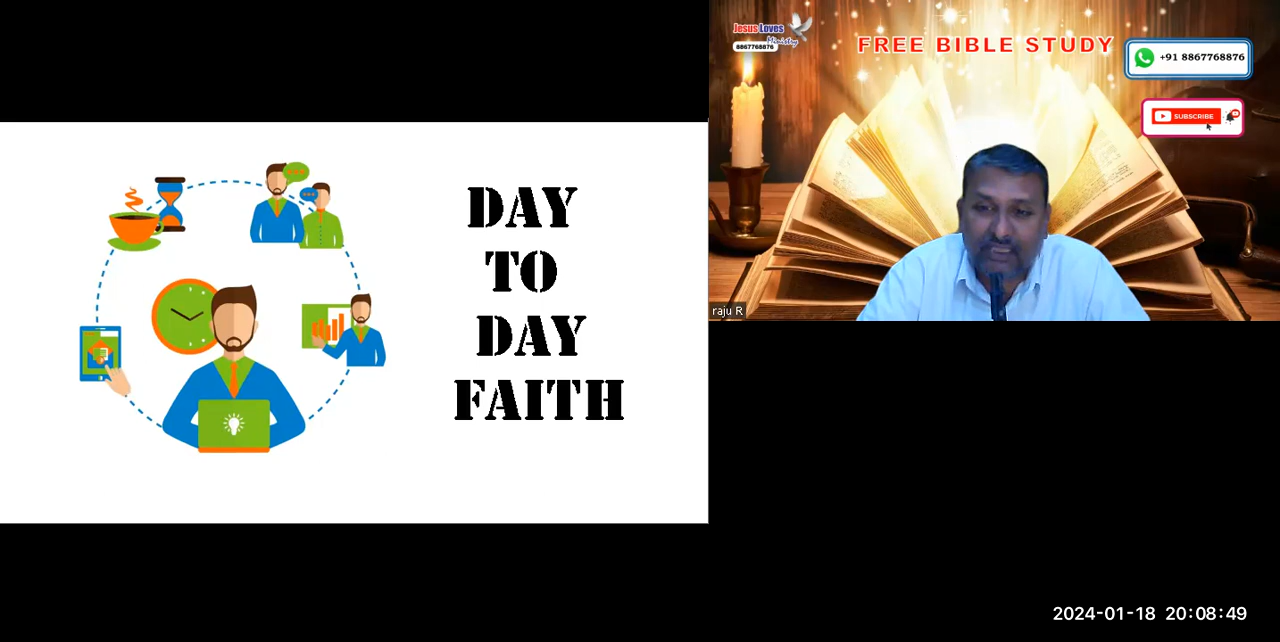 DAY
TO
DAY
FAITH
Jesus Loves
Ministry
8867768876
FREE BIBLE STUDY
+91 8867768876
SUBSCRIBE
raju R
2024-01-18 20:08:49